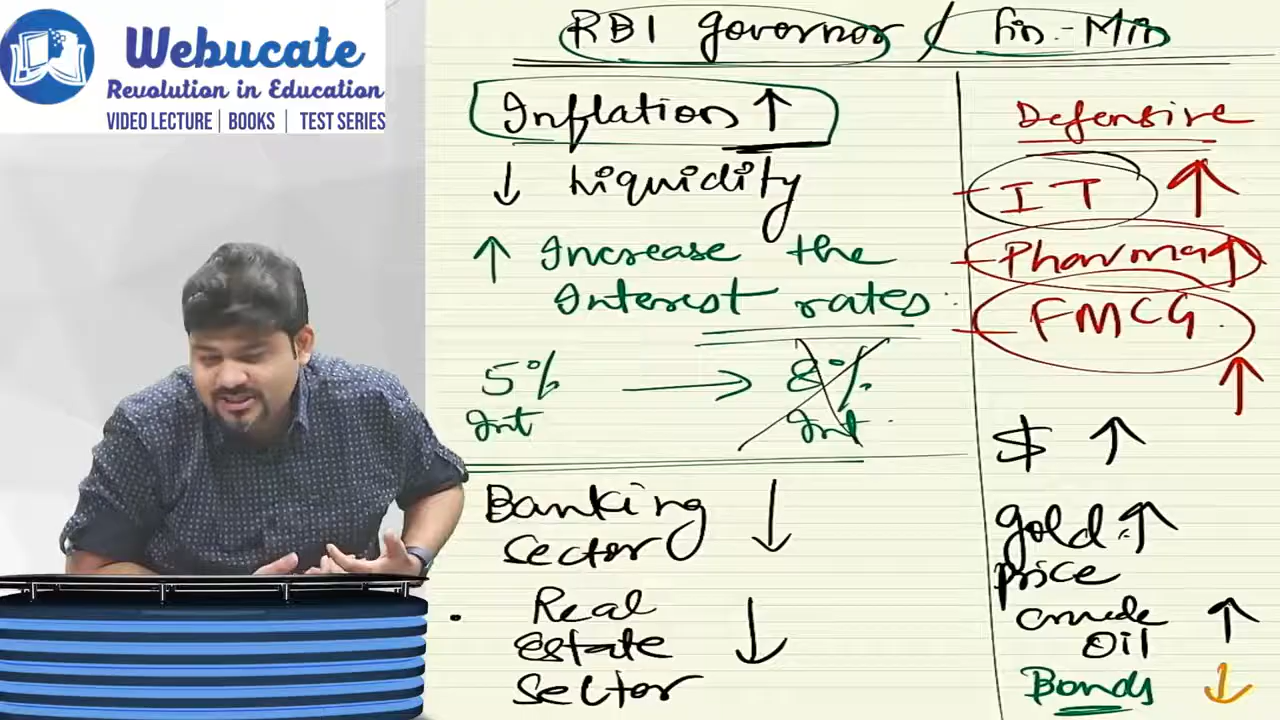 Webucate
Revolution in Education
VIDEO LECTURE | BOOKS | TEST SERIES
RBI governor / Fin.-Min
Inflation ↑
↓ Liquidity
↑ Increase the
Interest rates
5% → 8%
Int Int
Banking ↓
Sector
Real
Estate ↓
Sector
Defensive
- IT ↑
- Pharma ↑
- FMCG
↑
$ ↑
Gold ↑
price
crude ↑
Oil
Bonds ↓